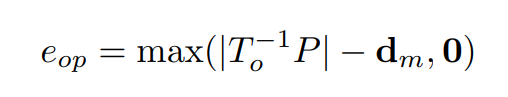 $e_{op} = \max(|T_o^{-1}P| - \mathbf{d}_m, \mathbf{0})$